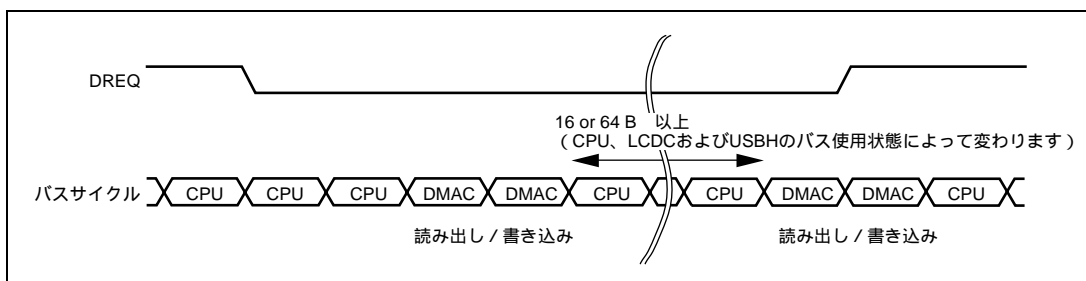 DREQ
16 or 64 B 以上
(CPU、LCDCおよびUSBHのバス使用状態によって変わります)
バスサイクル CPU CPU CPU DMAC DMAC CPU CPU DMAC DMAC CPU
読み出し / 書き込み 読み出し / 書き込み